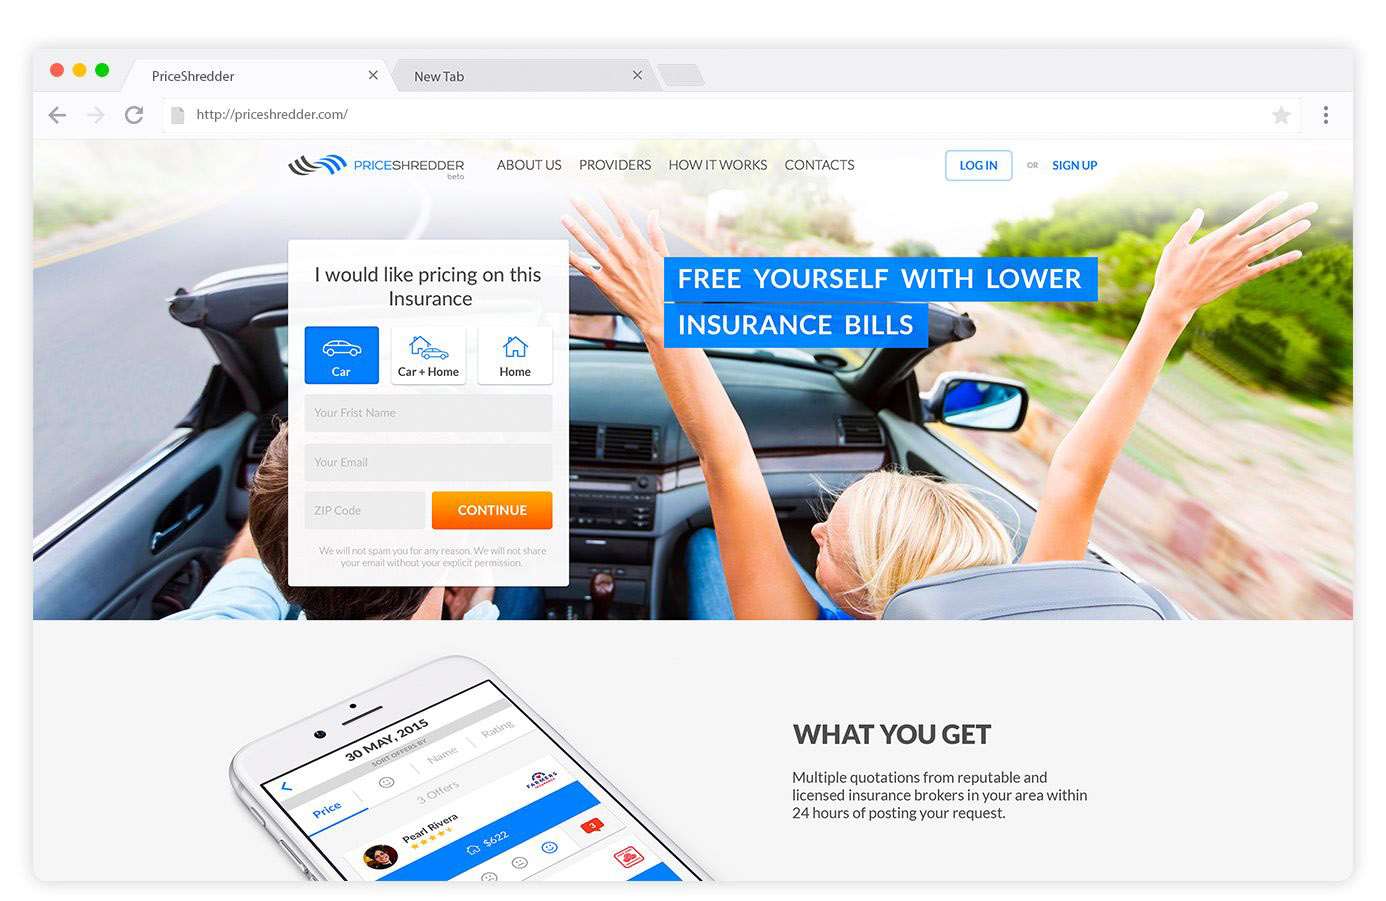 PriceShredder
New Tab
http://priceshredder.com/
PRICESHREDDER
beta
ABOUT US
PROVIDERS
HOW IT WORKS
CONTACTS
LOG IN
OR
SIGN UP
I would like pricing on this
Insurance
Car
Car + Home
Home
Your Frist Name
Your Email
ZIP Code
CONTINUE
We will not spam you for any reason. We will not share
your email without your explicit permission.
FREE YOURSELF WITH LOWER
INSURANCE BILLS
30 MAY, 2015
SORT OFFERS BY
Price
Name
Rating
3 Offers
FARMERS
INSURANCE
Pearl Rivera
$622
3
WHAT YOU GET
Multiple quotations from reputable and
licensed insurance brokers in your area within
24 hours of posting your request.